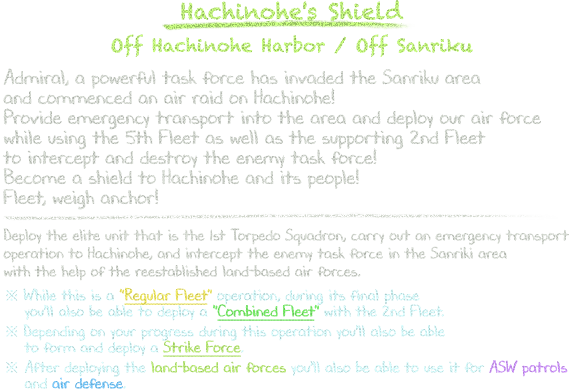 Hachinohe's Shield
Off Hachinohe Harbor / Off Sanriku
Admiral, a powerful task force has invaded the Sanriku area
and commenced an air raid on Hachinohe!
Provide emergency transport into the area and deploy our air force
while using the 5th Fleet as well as the supporting 2nd Fleet
to intercept and destroy the enemy task force!
Become a shield to Hachinohe and its people!
Fleet, weigh anchor!
Deploy the elite unit that is the 1st Torpedo Squadron, carry out an emergency transport
operation to Hachinohe, and intercept the enemy task force in the Sanriki area
with the help of the reestablished land-based air forces.
※ While this is a "Regular Fleet" operation, during its final phase
you'll also be able to deploy a "Combined Fleet" with the 2nd Fleet.
※ Depending on your progress during this operation you'll also be able
to form and deploy a Strike Force.
※ After deploying the land-based air forces you'll also be able to use it for ASW patrols
and air defense.